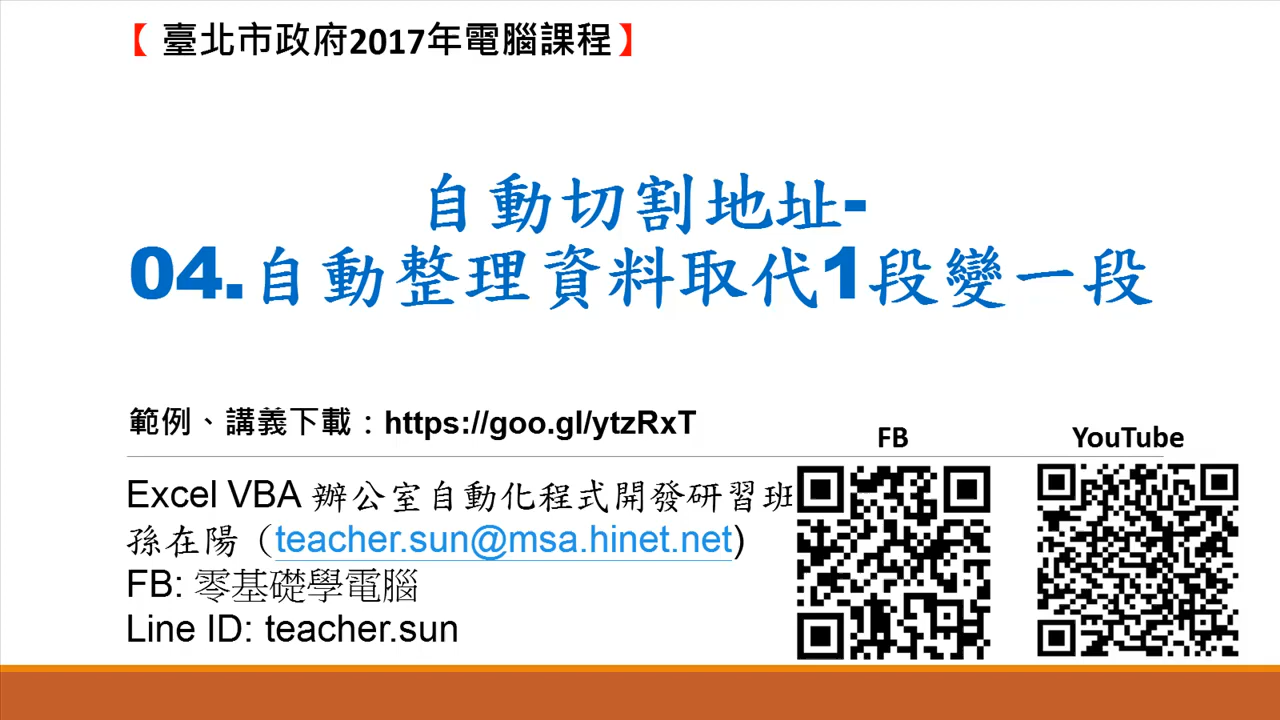 【 臺北市政府2017年電腦課程】
自動切割地址-
04.自動整理資料取代1段變一段
範例、講義下載：https://goo.gl/ytzRxT
FB
YouTube
Excel VBA 辦公室自動化程式開發研習班
孫在陽（teacher.sun@msa.hinet.net)
FB: 零基礎學電腦
Line ID: teacher.sun